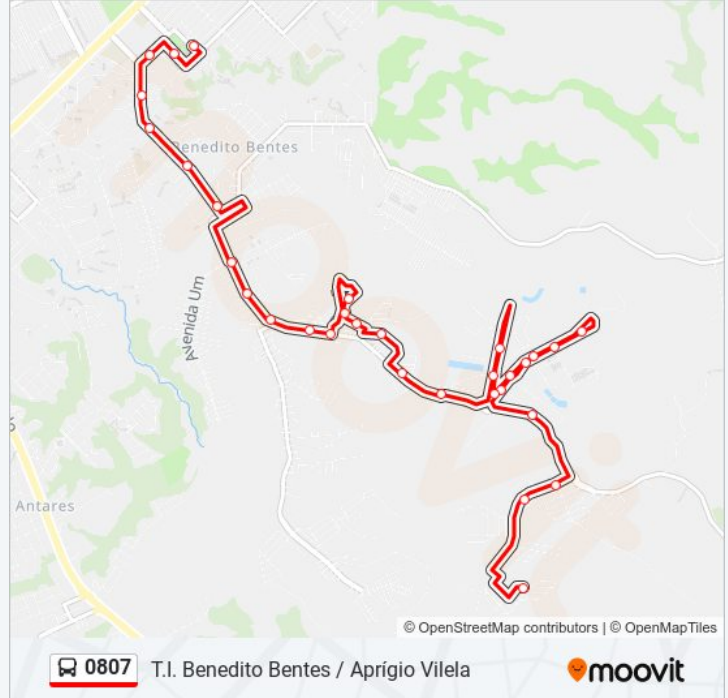 Benedito Bentes
Avenida Um
Antares
© OpenStreetMap contributors | © OpenMapTiles
0807 T.I. Benedito Bentes / Aprígio Vilela
moovit